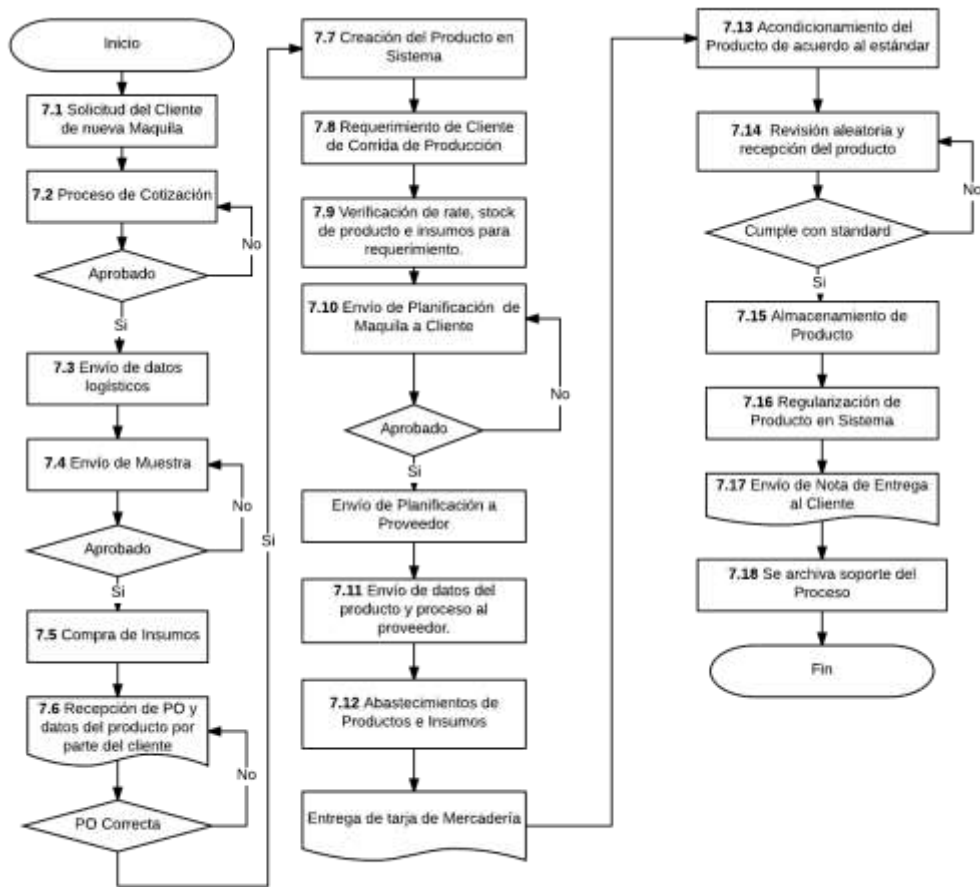 Inicio
7.1 Solicitud del Cliente
de nueva Maquila
7.2 Proceso de Cotización
No
Aprobado
Si
7.3 Envío de datos
logísticos
7.4 Envío de Muestra
No
Aprobado
Si
7.5 Compra de Insumos
7.6 Recepción de PO y
datos del producto por
parte del cliente
No
PO Correcta
Si
7.7 Creación del Producto en
Sistema
7.8 Requerimiento de Cliente
de Corrida de Producción
7.9 Verificación de rate, stock
de producto e insumos para
requerimiento.
7.10 Envío de Planificación de
Maquila a Cliente
No
Aprobado
Si
Envío de Planificación a
Proveedor
7.11 Envío de datos del
producto y proceso al
proveedor.
7.12 Abastecimientos de
Productos e Insumos
Entrega de tarja de Mercadería
7.13 Acondicionamiento del
Producto de acuerdo al estándar
7.14 Revisión aleatoria y
recepción del producto
No
Cumple con standard
Si
7.15 Almacenamiento de
Producto
7.16 Regularización de
Producto en Sistema
7.17 Envío de Nota de Entrega
al Cliente
7.18 Se archiva soporte del
Proceso
Fin